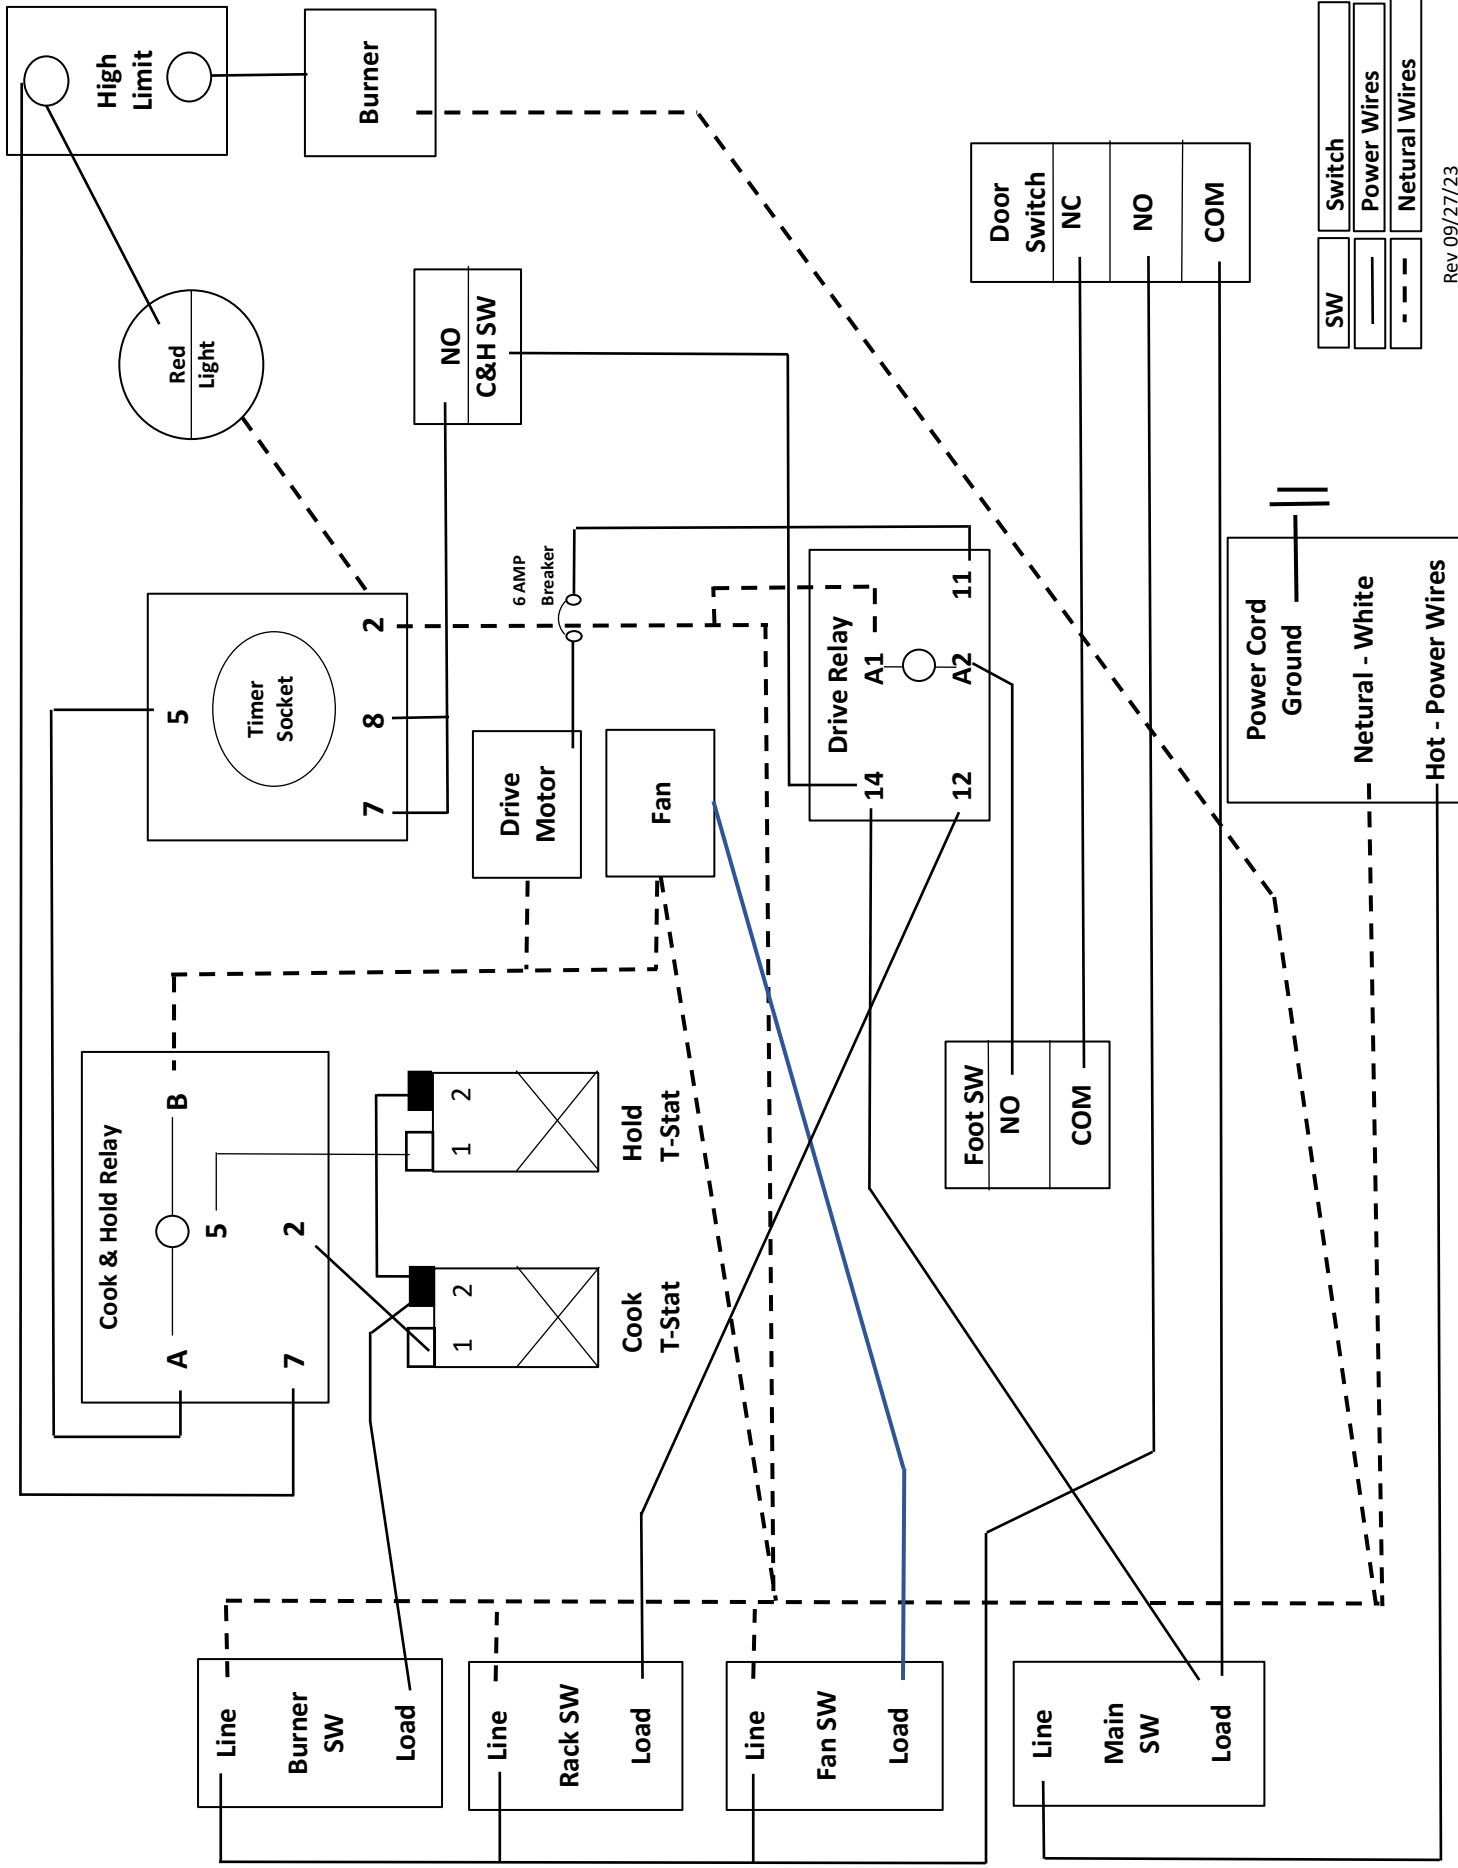 High
Limit
Burner
Red
Light
NO
C&H SW
Timer
Socket
5
2
8
7
6 AMP
Breaker
Drive
Motor
Fan
Drive Relay
A1
11
A2
14
12
Door
Switch
NC
NO
COM
Power Cord
Ground
Netural - White
Hot - Power Wires
SW
Switch
Power Wires
Netural Wires
Rev 09/27/23
Cook & Hold Relay
A
B
5
2
7
1
2
Hold
T-Stat
1
2
Cook
T-Stat
Foot SW
NO
COM
Line
Burner
SW
Load
Line
Rack SW
Load
Line
Fan SW
Load
Line
Main
SW
Load